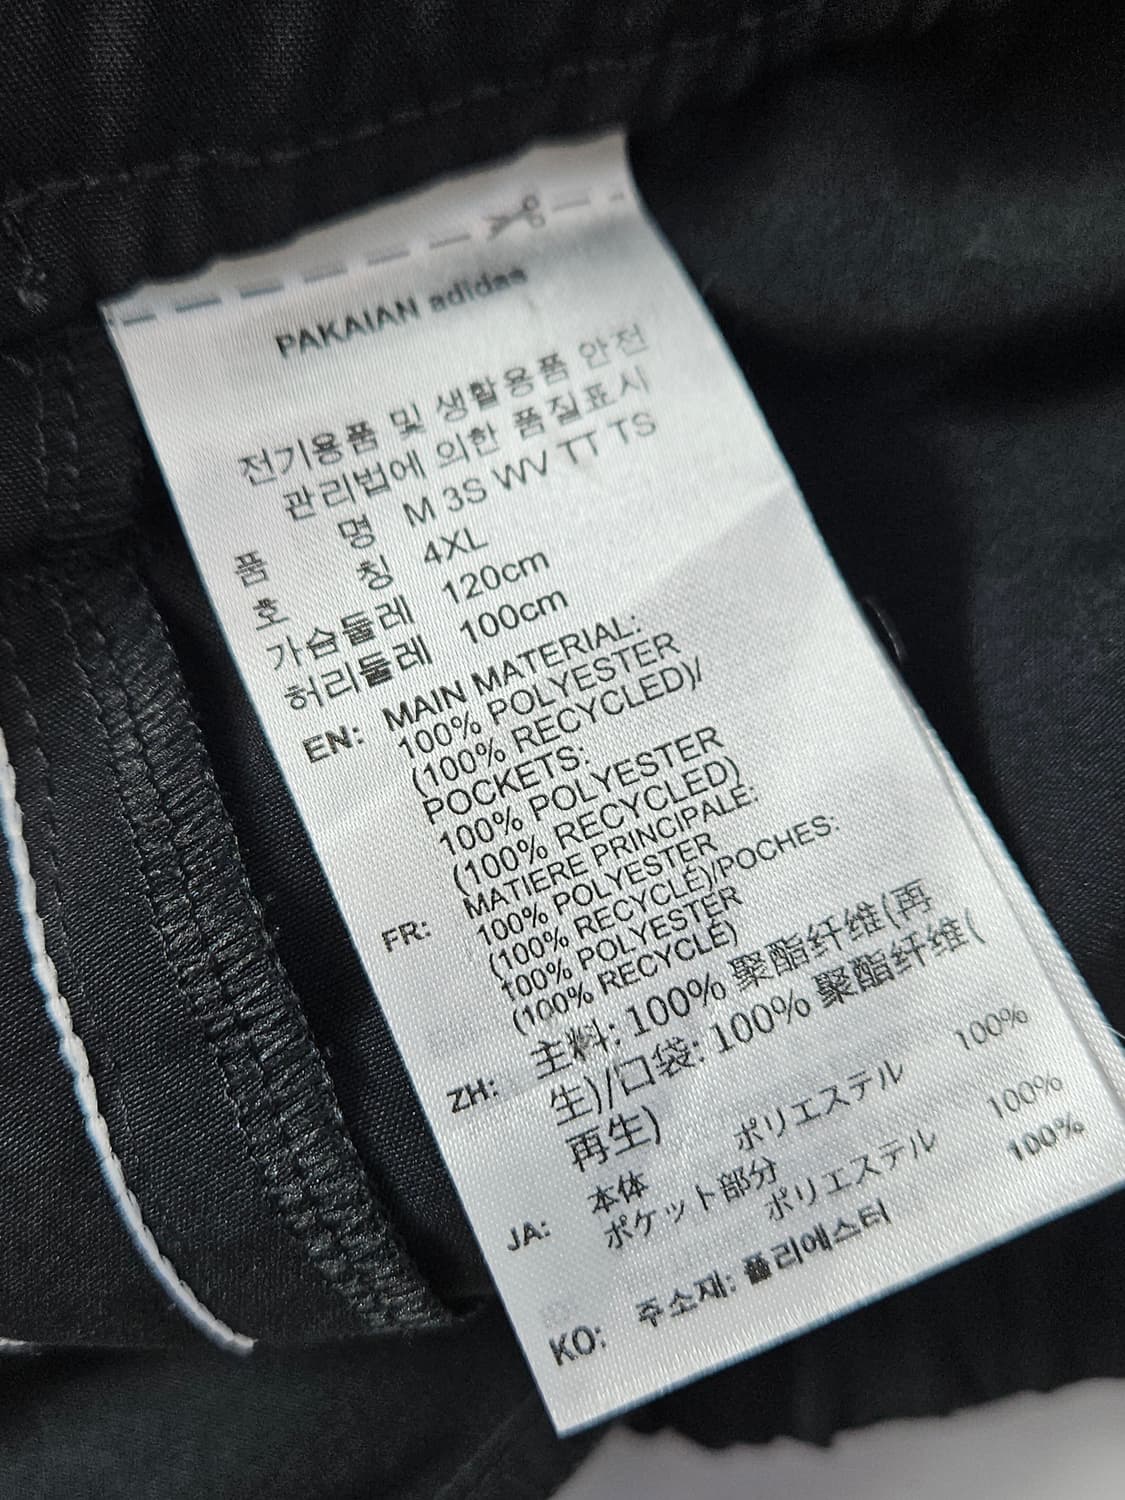 PAKAIAN adidas
전기용품 및 생활용품 안전
관리법에 의한 품질표시
품 명 M 3S WV TT TS
호 칭 4XL
가슴둘레 120cm
허리둘레 100cm
EN: MAIN MATERIAL:
100% POLYESTER
(100% RECYCLED)/
POCKETS:
100% POLYESTER
(100% RECYCLED)
FR: MATIERE PRINCIPALE:
100% POLYESTER
(100% RECYCLÉ)/POCHES:
100% POLYESTER
(100% RECYCLÉ)
ZH: 主料: 100% 聚酯纤维(再
生)/口袋: 100% 聚酯纤维(
再生)
JA: 本体 ポリエステル 100%
ポケット部分 ポリエステル 100%
KO: 주소재: 폴리에스터 100%